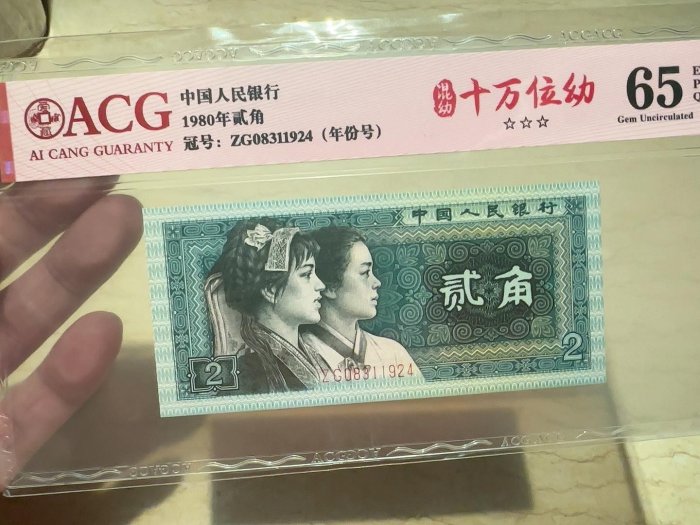 ACG
AI CANG GUARANTY
中国人民银行
1980年贰角
冠号：ZG08311924（年份号）
混幼
十万位幼
☆☆☆
65
Gem Uncirculated
E
P
Q
中国人民银行
贰角
2
2
ZG08311924